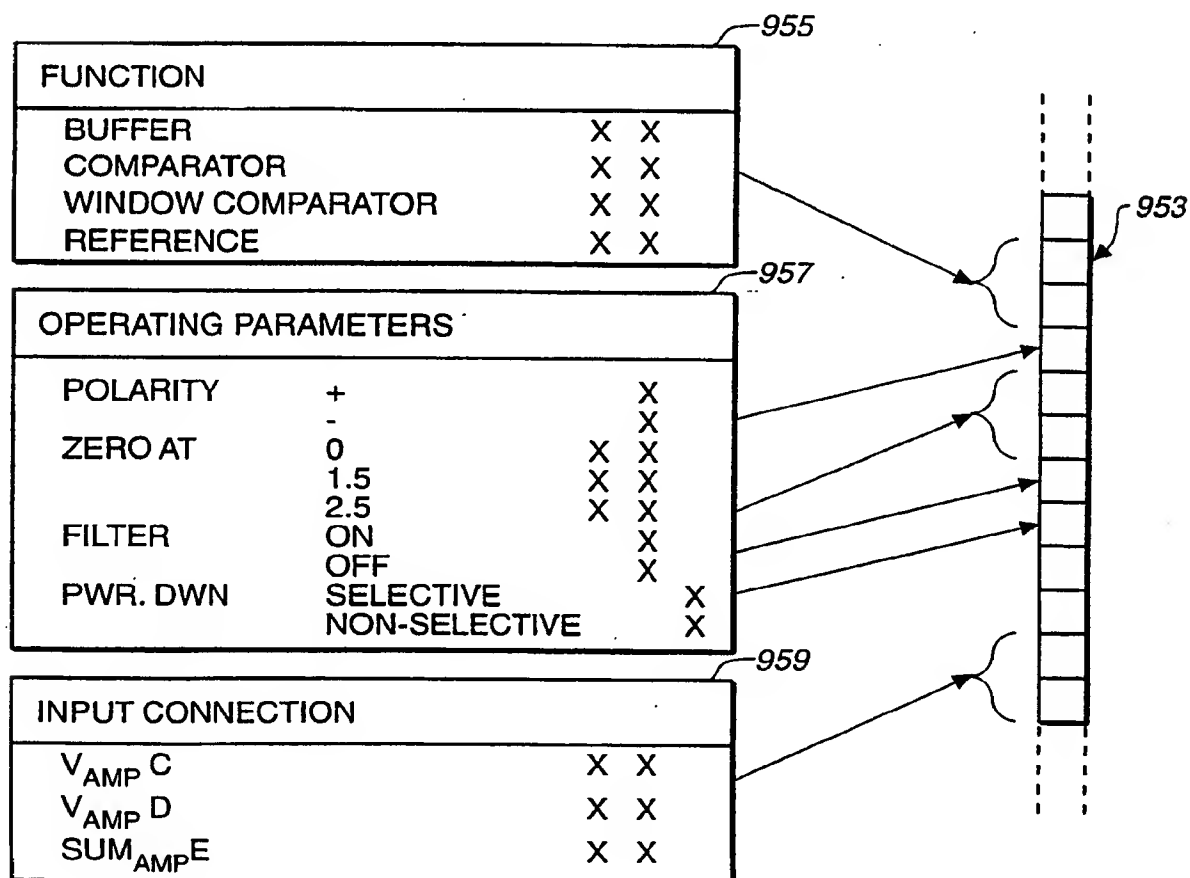 955
FUNCTION
BUFFER X X
COMPARATOR X X
WINDOW COMPARATOR X X
REFERENCE X X
953
957
OPERATING PARAMETERS
POLARITY + X
- X
ZERO AT 0 X X
1.5 X X
2.5 X X
FILTER ON X
OFF X
PWR. DWN SELECTIVE X
NON-SELECTIVE X
959
INPUT CONNECTION
VAMP C X X
VAMP D X X
SUMAMPE X X